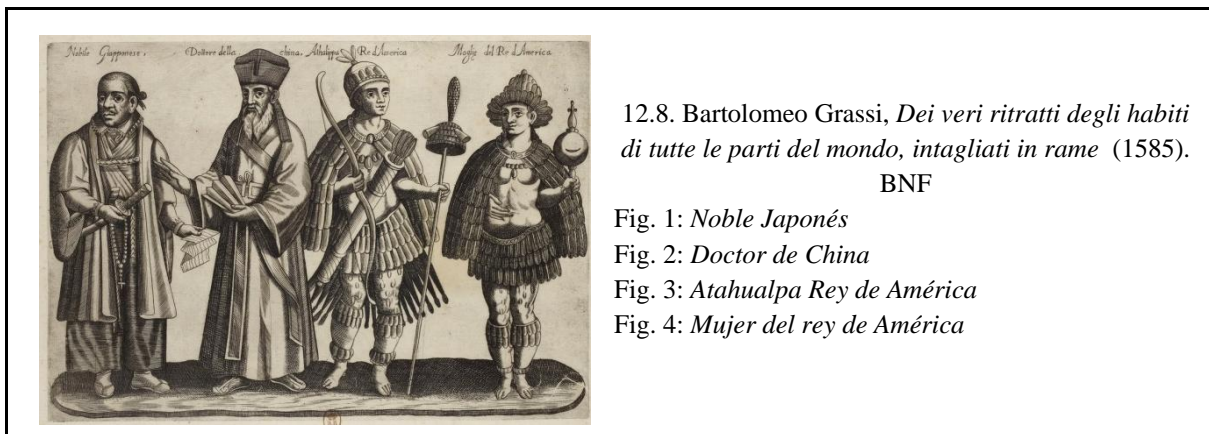 Nobile Giapponese. Dottore della china. Athalippa Re d'America Moglie del Re d'America
12.8. Bartolomeo Grassi, Dei veri ritratti degli habiti
di tutte le parti del mondo, intagliati in rame (1585).
BNF
Fig. 1: Noble Japonés
Fig. 2: Doctor de China
Fig. 3: Atahualpa Rey de América
Fig. 4: Mujer del rey de América